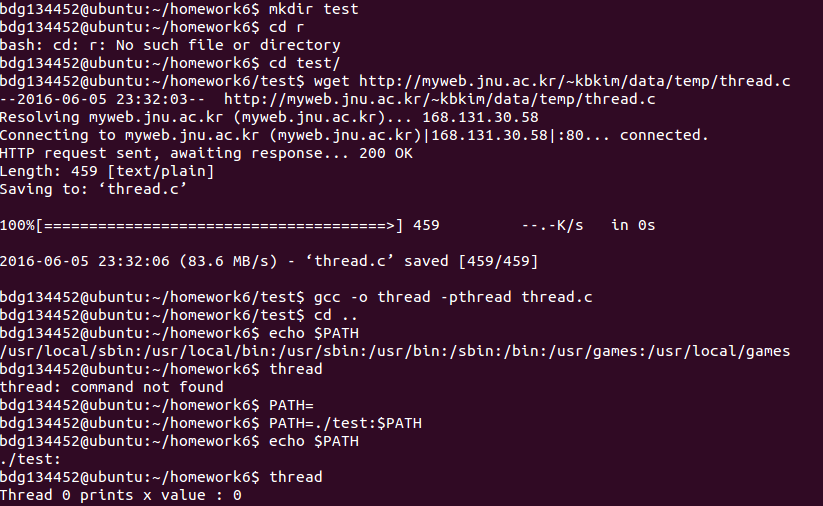 bdg134452@ubuntu:~/homework6$ mkdir test
bdg134452@ubuntu:~/homework6$ cd r
bash: cd: r: No such file or directory
bdg134452@ubuntu:~/homework6$ cd test/
bdg134452@ubuntu:~/homework6/test$ wget http://myweb.jnu.ac.kr/~kbkim/data/temp/thread.c
--2016-06-05 23:32:03--  http://myweb.jnu.ac.kr/~kbkim/data/temp/thread.c
Resolving myweb.jnu.ac.kr (myweb.jnu.ac.kr)... 168.131.30.58
Connecting to myweb.jnu.ac.kr (myweb.jnu.ac.kr)|168.131.30.58|:80... connected.
HTTP request sent, awaiting response... 200 OK
Length: 459 [text/plain]
Saving to: ‘thread.c’
100%[======================================>] 459         --.-K/s   in 0s
2016-06-05 23:32:06 (83.6 MB/s) - ‘thread.c’ saved [459/459]
bdg134452@ubuntu:~/homework6/test$ gcc -o thread -pthread thread.c
bdg134452@ubuntu:~/homework6/test$ cd ..
bdg134452@ubuntu:~/homework6$ echo $PATH
/usr/local/sbin:/usr/local/bin:/usr/sbin:/usr/bin:/sbin:/bin:/usr/games:/usr/local/games
bdg134452@ubuntu:~/homework6$ thread
thread: command not found
bdg134452@ubuntu:~/homework6$ PATH=
bdg134452@ubuntu:~/homework6$ PATH=./test:$PATH
bdg134452@ubuntu:~/homework6$ echo $PATH
./test:
bdg134452@ubuntu:~/homework6$ thread
Thread 0 prints x value : 0